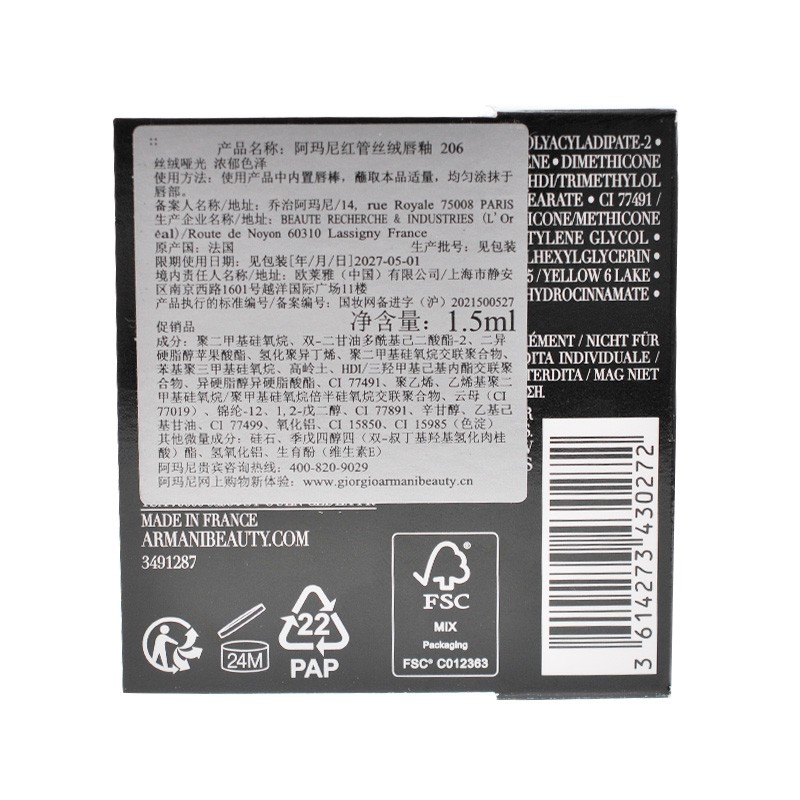 产品名称：阿玛尼红管丝绒唇釉 206
丝绒哑光 浓郁色泽
使用方法：使用产品中内置唇棒，蘸取本品适量，均匀涂抹于
唇部。
备案人名称/地址：乔治阿玛尼/14, rue Royale 75008 PARIS
生产企业名称/地址：BEAUTE RECHERCHE & INDUSTRIES (L'Or
éal)/Route de Noyon 60310 Lassigny France
原产国：法国 生产批号：见包装
限期使用日期：见包装[年/月/日]2027-05-01
境内责任人名称/地址：欧莱雅（中国）有限公司/上海市静安
区南京西路1601号越洋国际广场11楼
产品执行的标准编号/备案编号：国妆网备进字（沪）2021500527
促销品 净含量：1.5ml
成分：聚二甲基硅氧烷、双-二甘油多酰基己二酸酯-2、二异
硬脂醇苹果酸酯、氢化聚异丁烯、聚二甲基硅氧烷交联聚合物、
苯基聚三甲基硅氧烷、高岭土、HDI/三羟甲基己内酯交联聚合
物、异硬脂醇异硬脂酸酯、CI 77491、聚乙烯、乙烯基聚二
甲基硅氧烷/聚甲基硅氧烷倍半硅氧烷交联聚合物、云母（CI
77019）、锦纶-12、1,2-戊二醇、CI 77891、辛甘醇、乙基己
基甘油、CI 77499、氧化铝、CI 15850、CI 15985（色淀）
其他微量成分：硅石、季戊四醇四（双-叔丁基羟基氢化肉桂
酸）酯、氢氧化铝、生育酚（维生素E）
阿玛尼贵宾咨询热线：400-820-9029
阿玛尼网上购物新体验：www.giorgioarmanibeauty.cn
OLYACYLADIPATE-2 •
ENE • DIMETHICONE
HDI/TRIMETHYLOL
EARATE • CI 77491 /
ICONE/METHICONE
TYLENE GLYCOL •
LHEXYLGLYCERIN •
5 / YELLOW 6 LAKE •
HYDROCINNAMATE •
ÉMENT / NICHT FÜR
DITA INDIVIDUALE /
TERDITA / MAG NIET
ΣΗ.
MADE IN FRANCE
ARMANIBEAUTY.COM
3491287
24M
22
PAP
FSC
MIX
Packaging
FSC® C012363
3 614273 430272